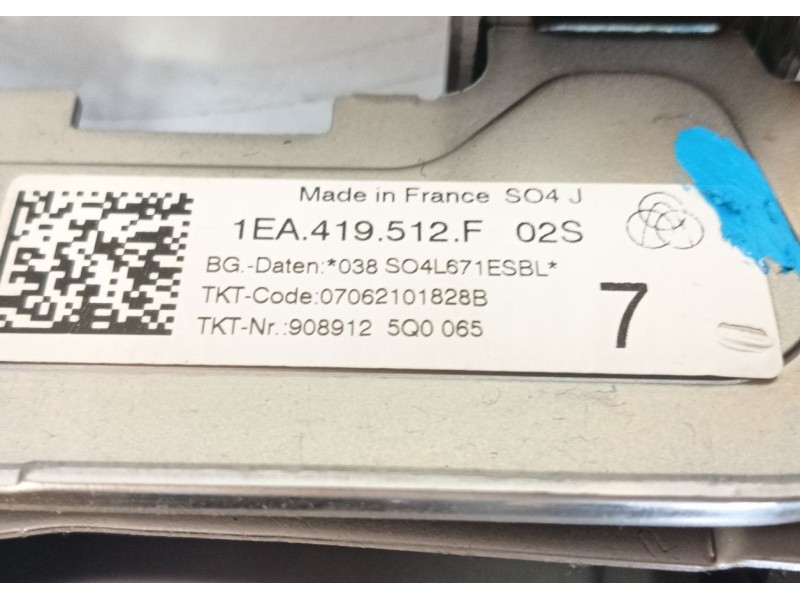 Made in France SO4 J
1EA.419.512.F 02S
BG.-Daten:*038 SO4L671ESBL*
TKT-Code:07062101828B
TKT-Nr.:908912 5Q0 065
7